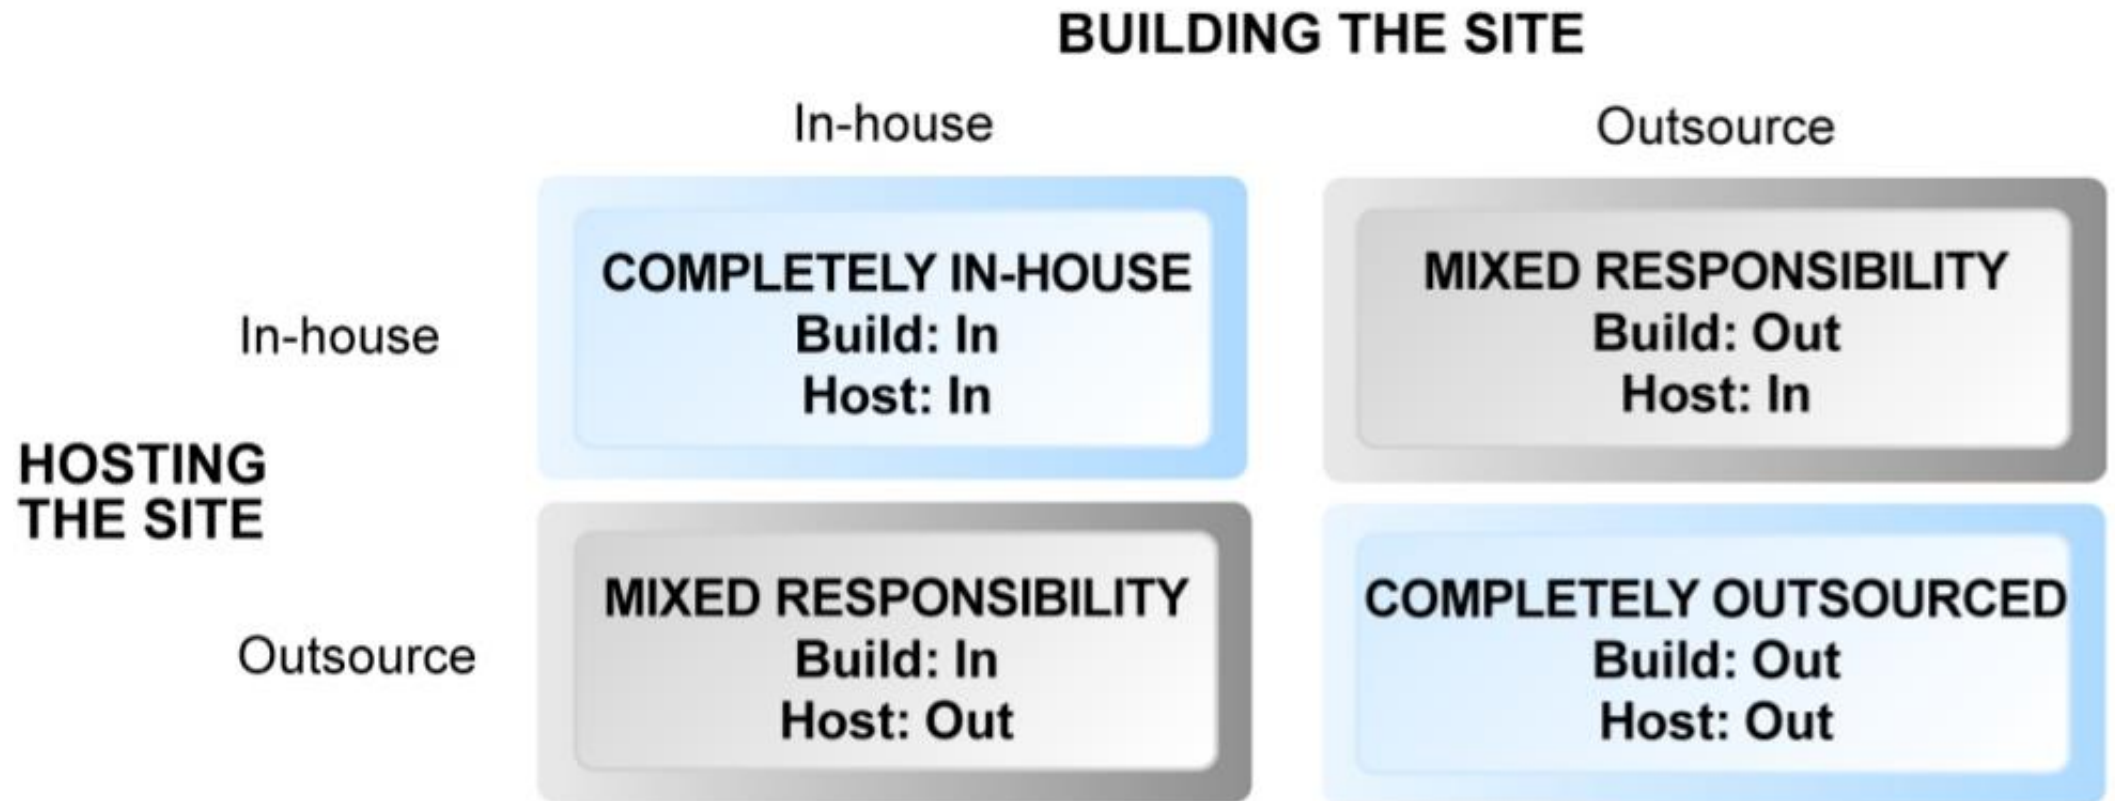 BUILDING THE SITE
In-house
Outsource
In-house
COMPLETELY IN-HOUSE
Build: In
Host: In
MIXED RESPONSIBILITY
Build: Out
Host: In
HOSTING
THE SITE
Outsource
MIXED RESPONSIBILITY
Build: In
Host: Out
COMPLETELY OUTSOURCED
Build: Out
Host: Out